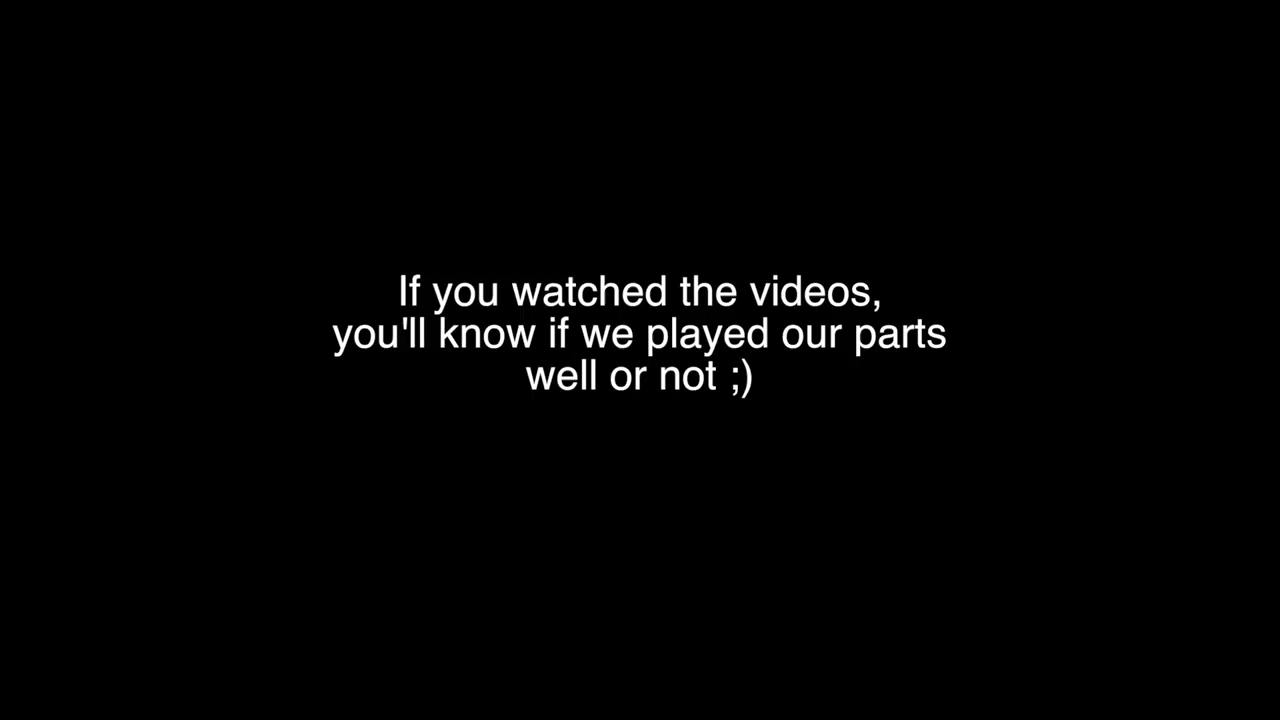 If you watched the videos,
you'll know if we played our parts
well or not ;)